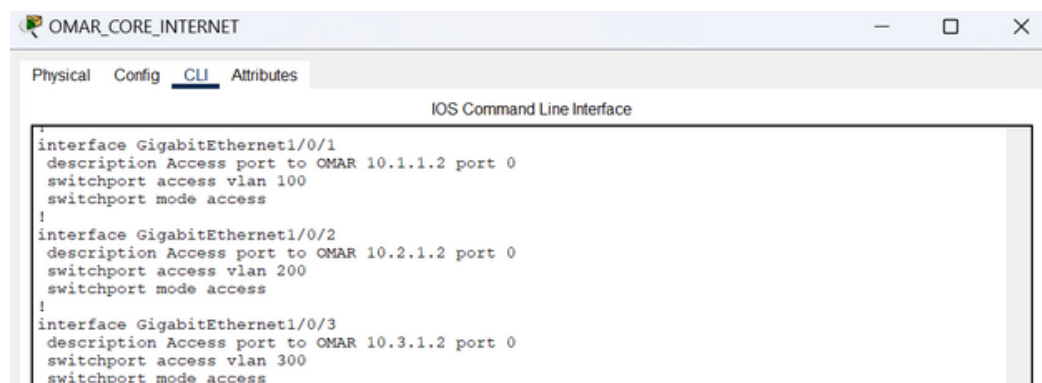 OMAR_CORE_INTERNET
Physical Config CLI Attributes
IOS Command Line Interface
!
interface GigabitEthernet1/0/1
description Access port to OMAR 10.1.1.2 port 0
switchport access vlan 100
switchport mode access
!
interface GigabitEthernet1/0/2
description Access port to OMAR 10.2.1.2 port 0
switchport access vlan 200
switchport mode access
!
interface GigabitEthernet1/0/3
description Access port to OMAR 10.3.1.2 port 0
switchport access vlan 300
switchport mode access